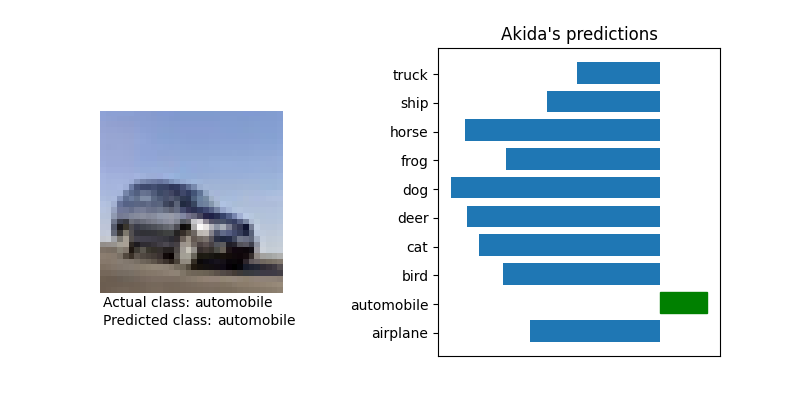 Akida's predictions
truck
ship
horse
frog
dog
deer
cat
bird
automobile
airplane
Actual class: automobile
Predicted class: automobile